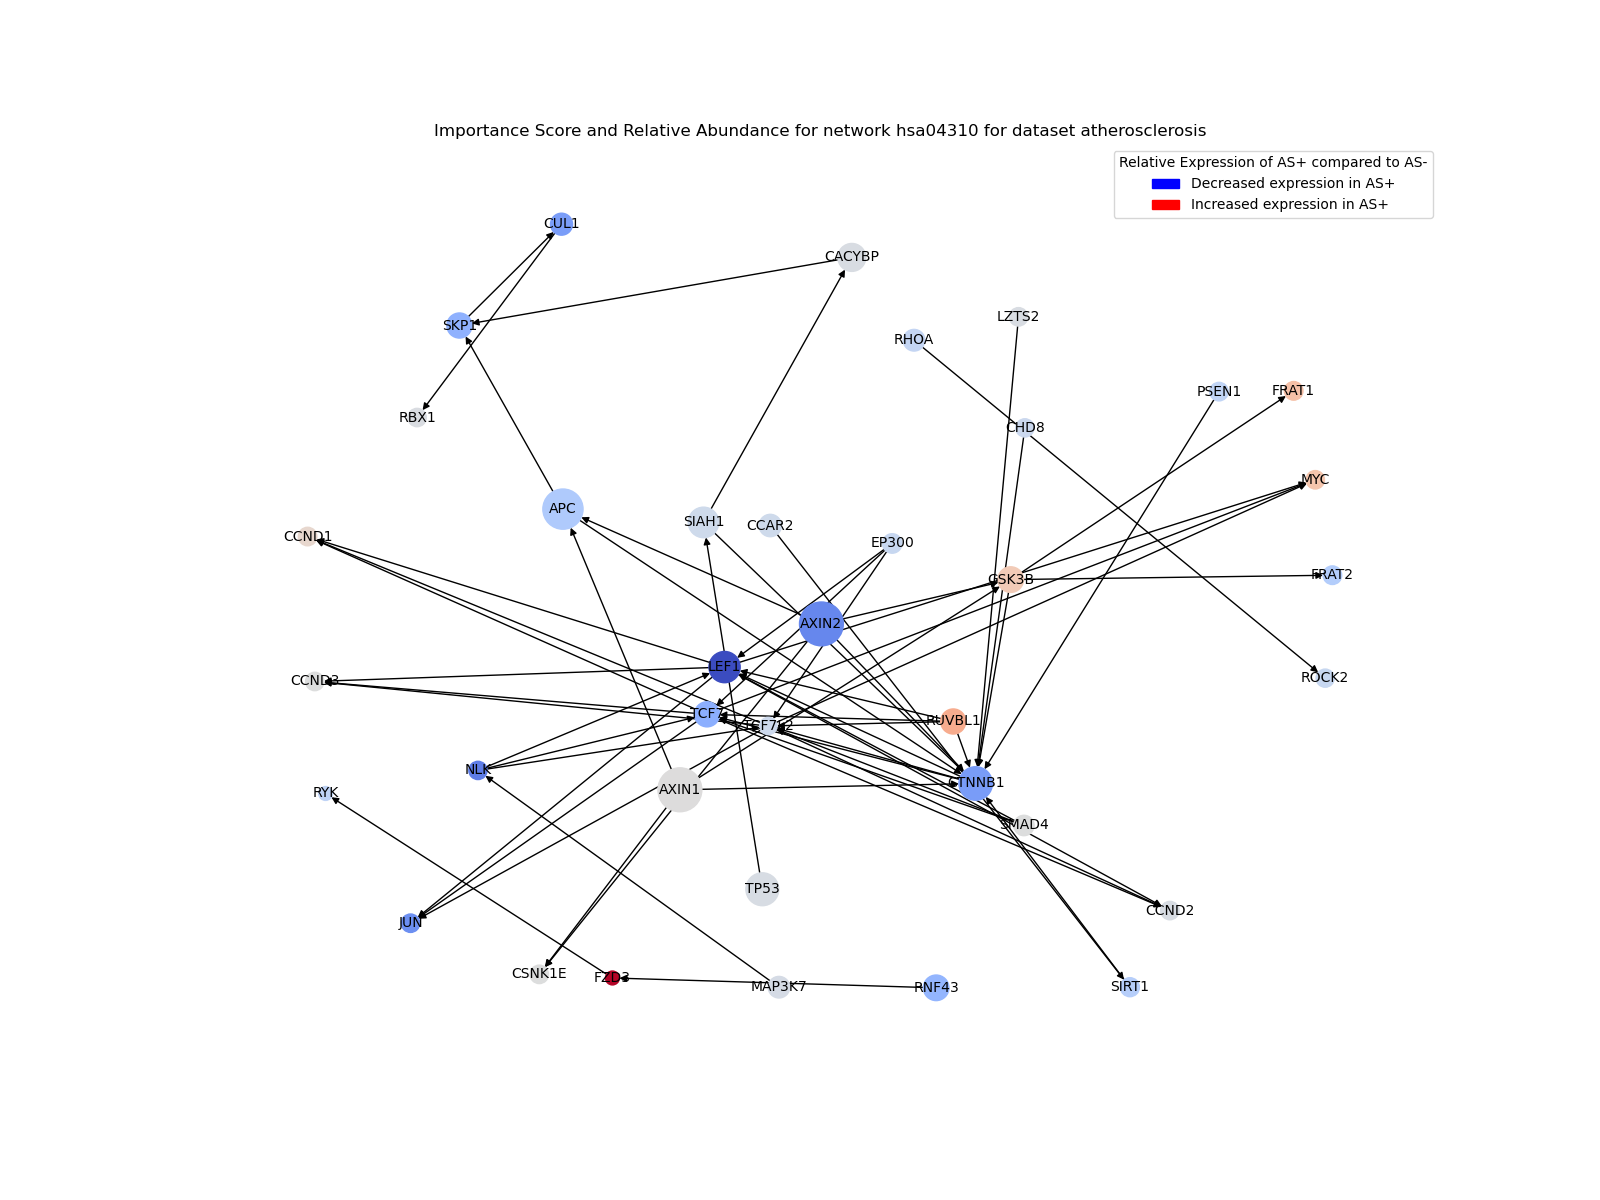 Importance Score and Relative Abundance for network hsa04310 for dataset atherosclerosis
Relative Expression of AS+ compared to AS-
Decreased expression in AS+
Increased expression in AS+
CUL1
CACYBP
LZTS2
SKP1
RHOA
PSEN1
FRAT1
RBX1
CHD8
MYC
APC
SIAH1
CCAR2
CCND1
EP300
FRAT2
GSK3B
AXIN2
LEF1
CCND3
ROCK2
TCF7
TCF7L2
RUVBL1
NLK
CTNNB1
RYK
AXIN1
SMAD4
TP53
CCND2
JUN
CSNK1E
FZD3
MAP3K7
RNF43
SIRT1